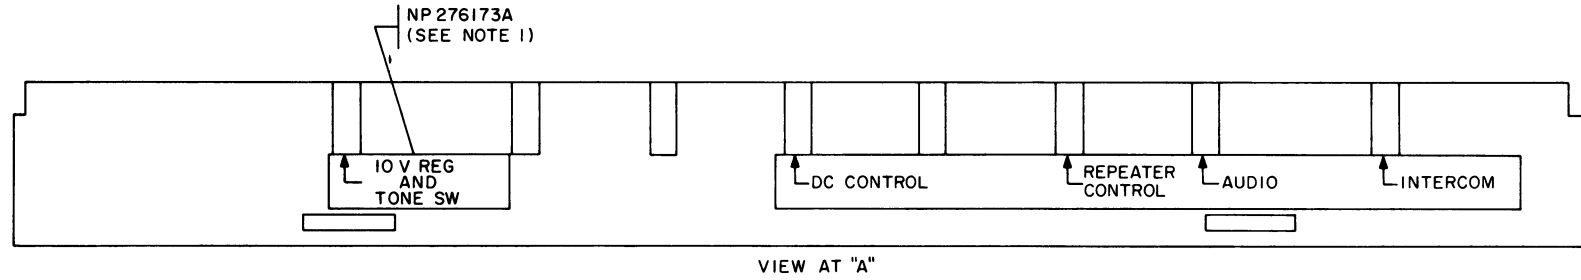 NP 276173A
(SEE NOTE 1)
10 V REG
AND
TONE SW
DC CONTROL
REPEATER
CONTROL
AUDIO
INTERCOM
VIEW AT "A"